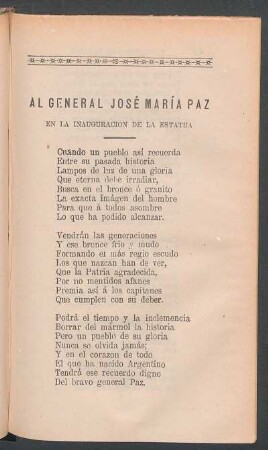 AL GENERAL JOSÉ MARÍA PAZ
EN LA INAUGURACION DE LA ESTATUA
Cuando un pueblo así recuerda
Entre su pasada historia
Lampos de luz de una gloria
Que eterna debe irradiar,
Busca en el bronce ó granito
La exacta imágen del hombre
Para que á todos asombre
Lo que ha podido alcanzar.
Vendrán las generaciones
Y ese bronce frio y mudo
Formando el más regio escudo
Los que nazcan han de ver,
Que la Patria agradecida,
Por no mentidos afanes
Premia así á los capitanes
Que cumplen con su deber.
Podrá el tiempo y la inclemencia
Borrar del mármol la historia
Pero un pueblo de su gloria
Nunca se olvida jamás;
Y en el corazon de todo
El que ha nacido Argentino
Tendrá ese recuerdo digno
Del bravo general Paz.